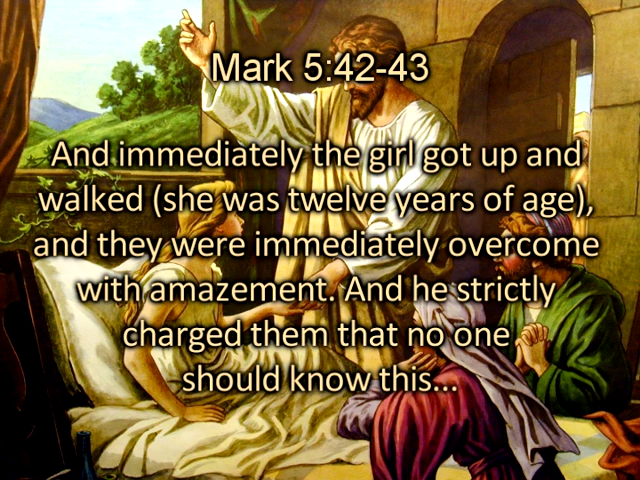 Mark 5:42-43
And immediately the girl got up and
walked (she was twelve years of age),
and they were immediately overcome
with amazement. And he strictly
charged them that no one
should know this...